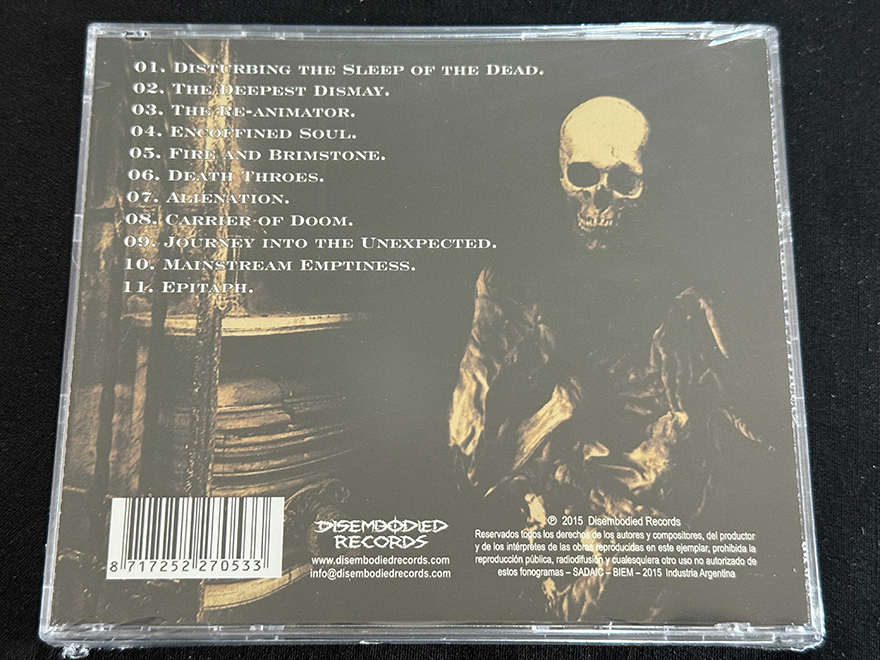 01. Disturbing the Sleep of the Dead.
02. The Deepest Dismay.
03. The Re-animator.
04. Encoffined Soul.
05. Fire and Brimstone.
06. Death Throes.
07. Alienation.
08. Carrier of Doom.
09. Journey into the Unexpected.
10. Mainstream Emptiness.
11. Epitaph.
8 717252 270533
DISEMBODIED
RECORDS
www.disembodiedrecords.com
info@disembodiedrecords.com
℗ 2015 Disembodied Records
Reservados todos los derechos de los autores y compositores, del productor
y de los intérpretes de las obras reproducidas en este ejemplar, prohibida la
reproducción pública, radiodifusión y cualesquiera otro uso no autorizado de
estos fonogramas – SADAIC – BIEM – 2015 Industria Argentina